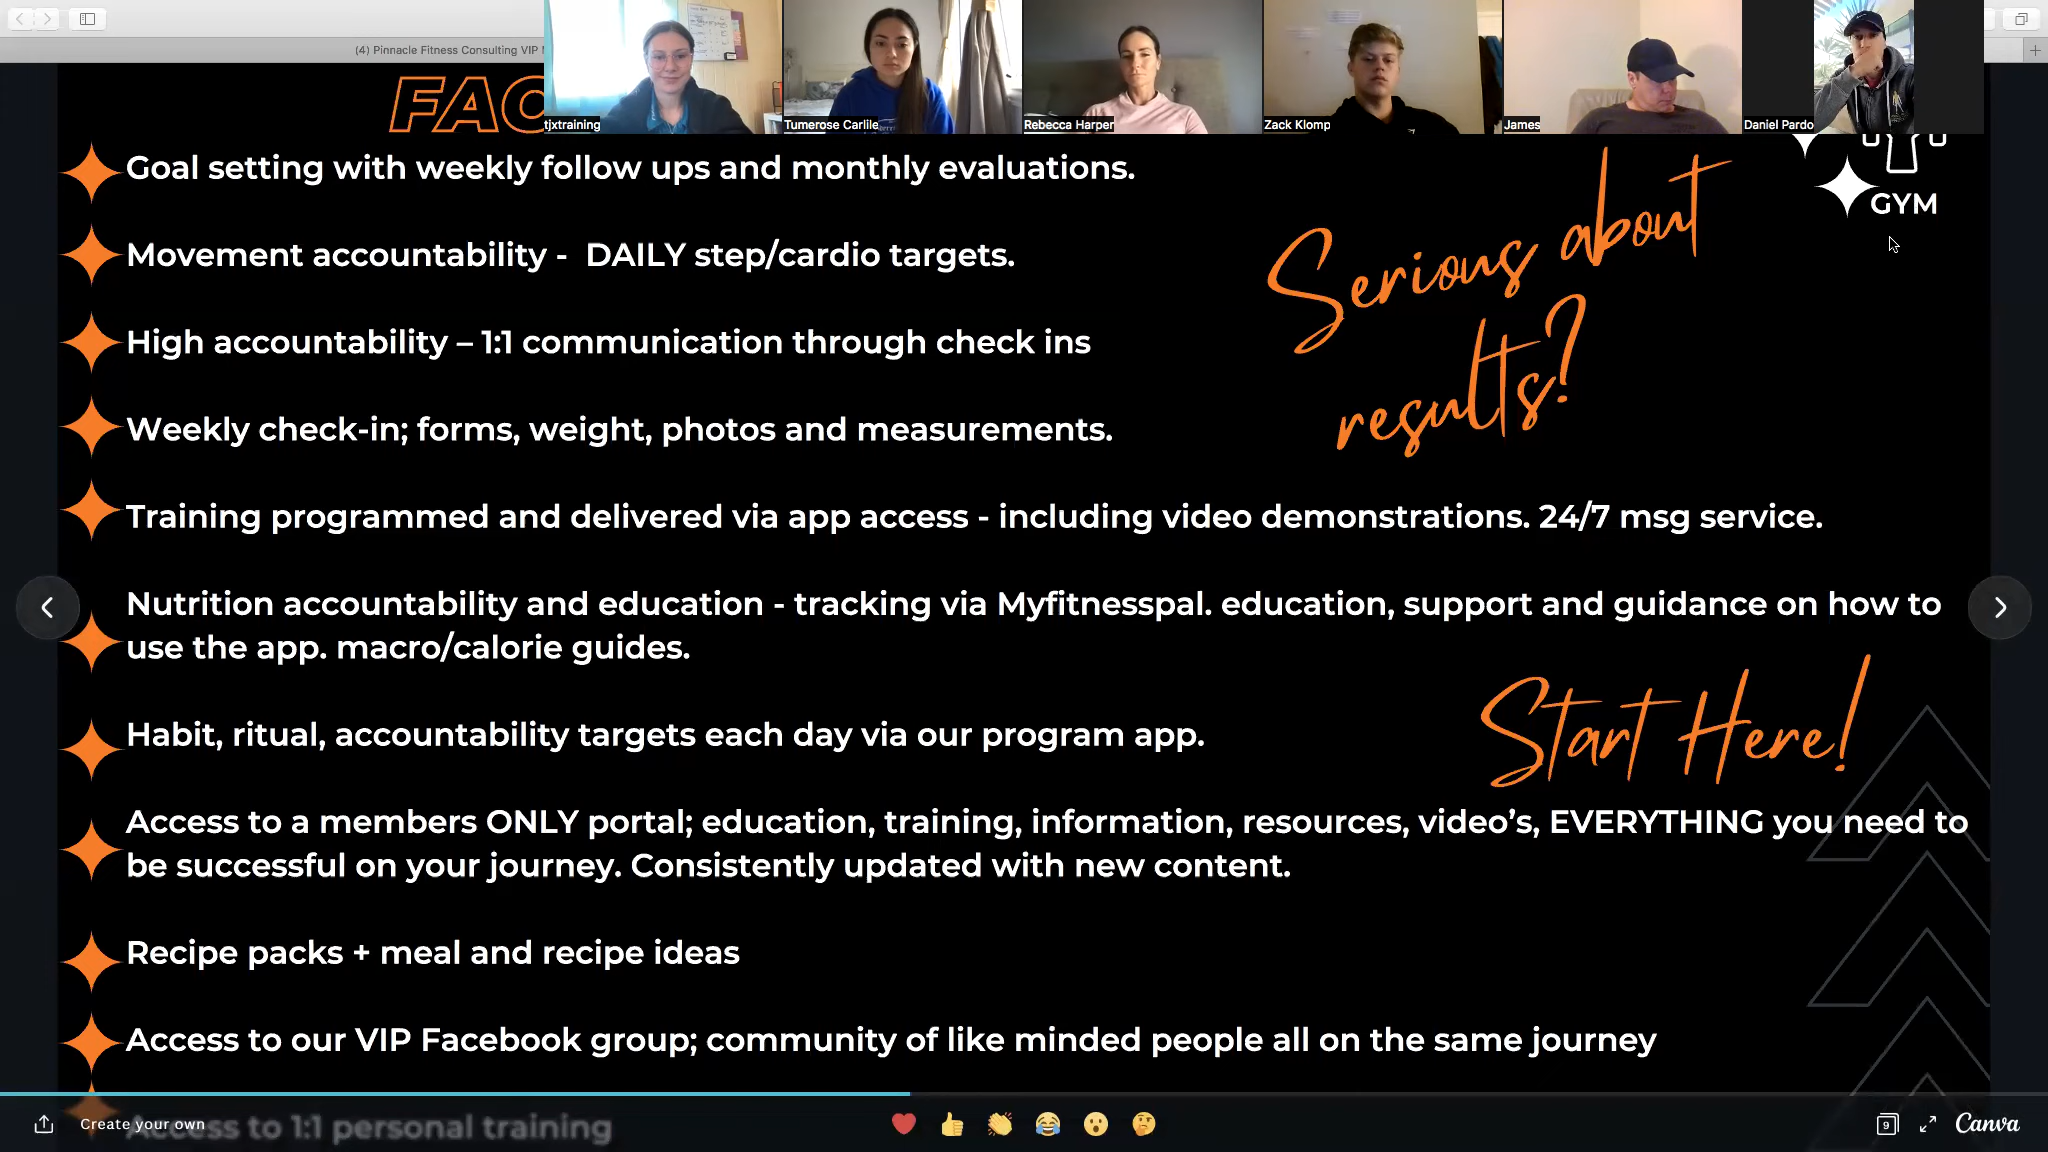 (4) Pinnacle Fitness Consulting VIP
tjxtraining
Tumerose Carlile
Rebecca Harper
Zack Klomp
James
Daniel Pardo
FAC
GYM
Goal setting with weekly follow ups and monthly evaluations.
Serious about
results?
Movement accountability - DAILY step/cardio targets.
High accountability – 1:1 communication through check ins
Weekly check-in; forms, weight, photos and measurements.
Training programmed and delivered via app access - including video demonstrations. 24/7 msg service.
Nutrition accountability and education - tracking via Myfitnesspal. education, support and guidance on how to
use the app. macro/calorie guides.
Start Here!
Habit, ritual, accountability targets each day via our program app.
Access to a members ONLY portal; education, training, information, resources, video’s, EVERYTHING you need to
be successful on your journey. Consistently updated with new content.
Recipe packs + meal and recipe ideas
Access to our VIP Facebook group; community of like minded people all on the same journey
Access to 1:1 personal training
Create your own
9
Canva